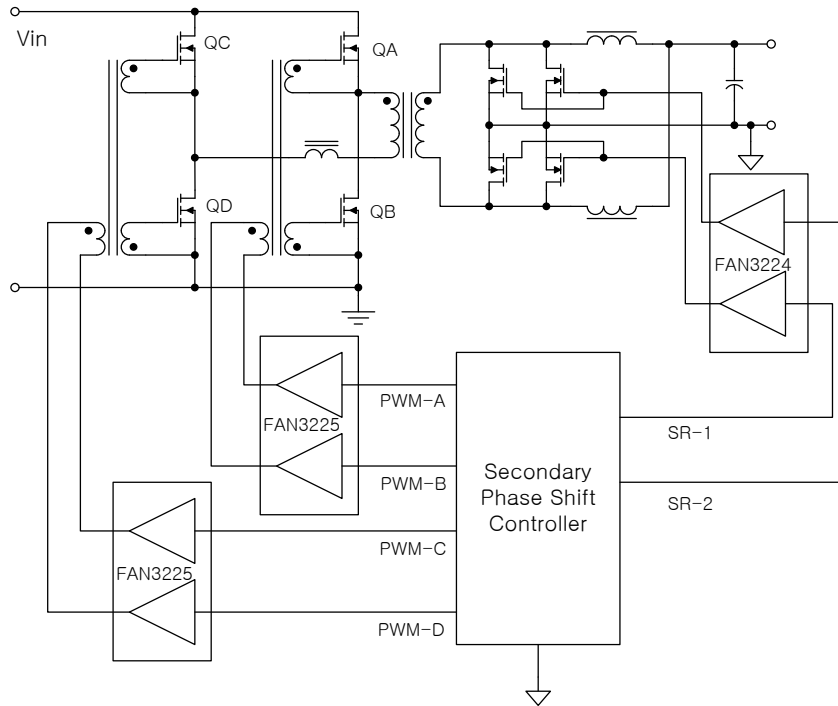 Vin
QC
QA
QD
QB
FAN3224
PWM-A
FAN3225
SR-1
PWM-B
Secondary
Phase Shift
Controller
SR-2
PWM-C
FAN3225
PWM-D